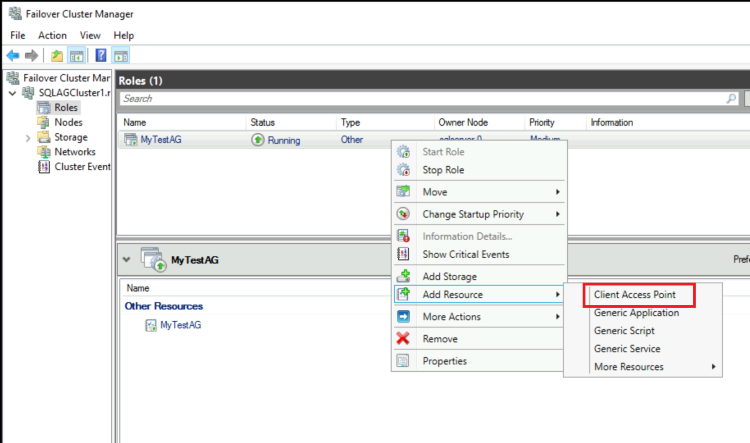 Failover Cluster Manager
File Action View Help
Failover Cluster Mar
SQLAGCluster1.r
Roles
Nodes
Storage
Networks
Cluster Event
Roles (1)
Search
Name Status Type Owner Node Priority Information
MyTestAG Running Other Medium
Start Role
Stop Role
Move
Change Startup Priority
Information Details...
Show Critical Events
Add Storage
Add Resource
More Actions
Remove
Properties
Client Access Point
Generic Application
Generic Script
Generic Service
More Resources
MyTestAG
Pref
Name
Other Resources
MyTestAG